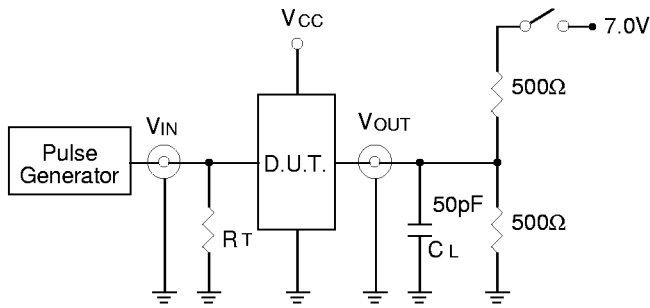 VCC
7.0V
500Ω
VIN
VOUT
Pulse
Generator
D.U.T.
50pF
500Ω
RT
CL